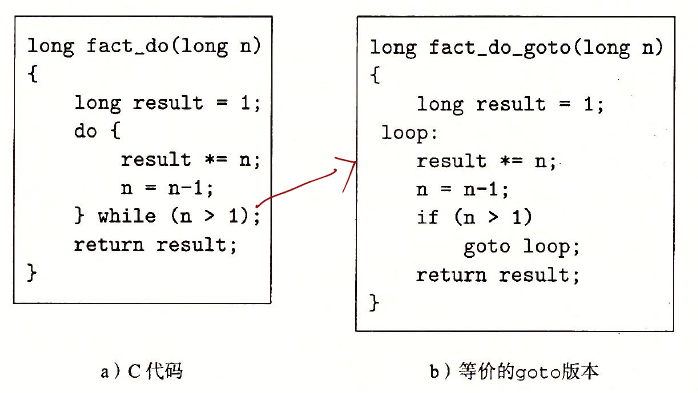 long fact_do(long n)
{
    long result = 1;
    do {
        result *= n;
        n = n-1;
    } while (n > 1);
    return result;
}
a）C 代码
long fact_do_goto(long n)
{
    long result = 1;
 loop:
    result *= n;
    n = n-1;
    if (n > 1)
        goto loop;
    return result;
}
b）等价的goto版本